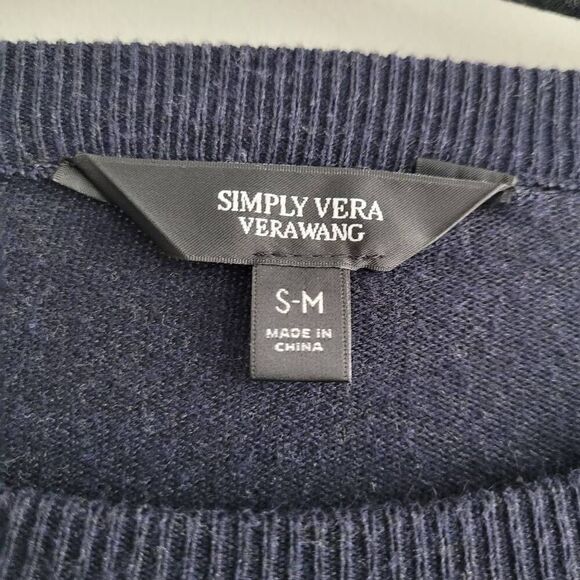 SIMPLY VERA
VERAWANG
S-M
MADE IN
CHINA